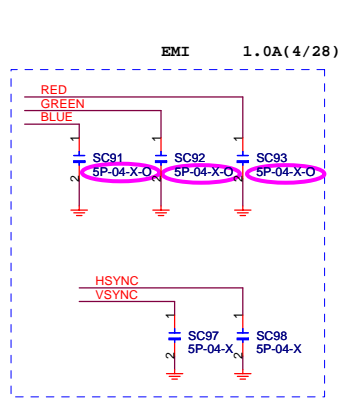 EMI 1.0A(4/28)
RED
GREEN
BLUE
1 1 1
SC91 SC92 SC93
5P-04-X-O 5P-04-X-O 5P-04-X-O
2 2 2
HSYNC
VSYNC
1 1
SC97 SC98
5P-04-X 5P-04-X
2 2